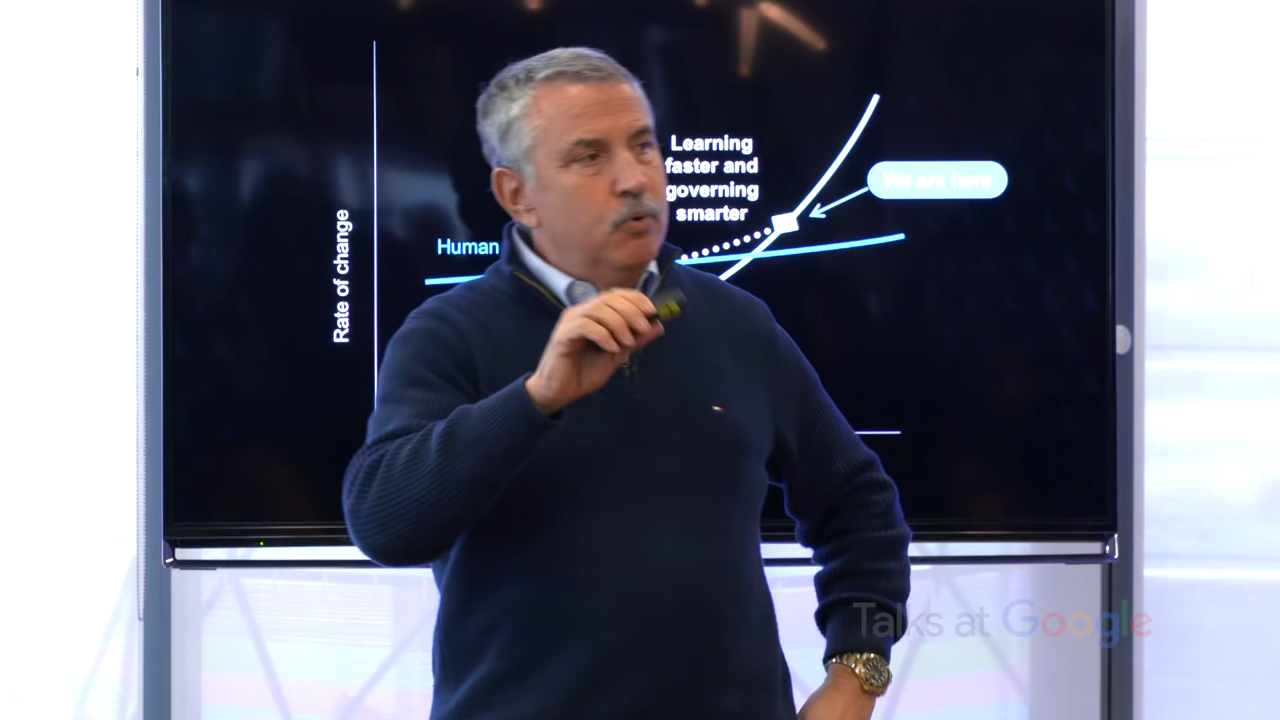 Learning
faster and
governing
smarter
We are here
Human
Rate of change
Talks at Google